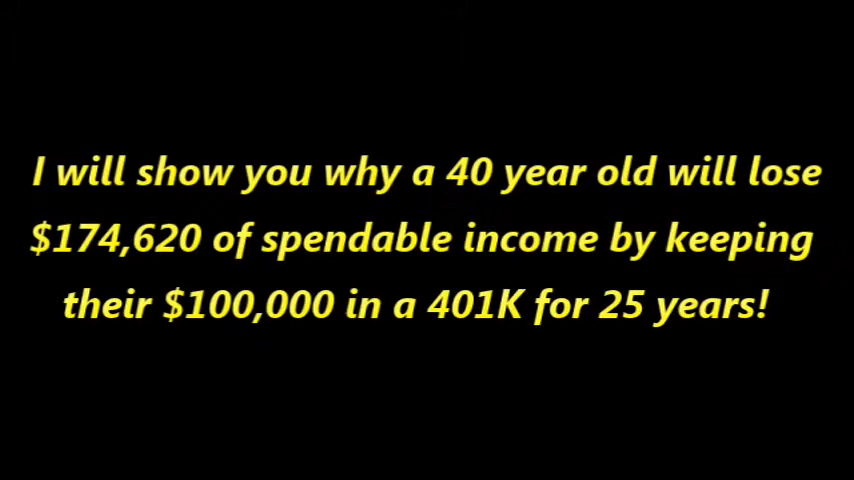 I will show you why a 40 year old will lose
$174,620 of spendable income by keeping
their $100,000 in a 401K for 25 years!